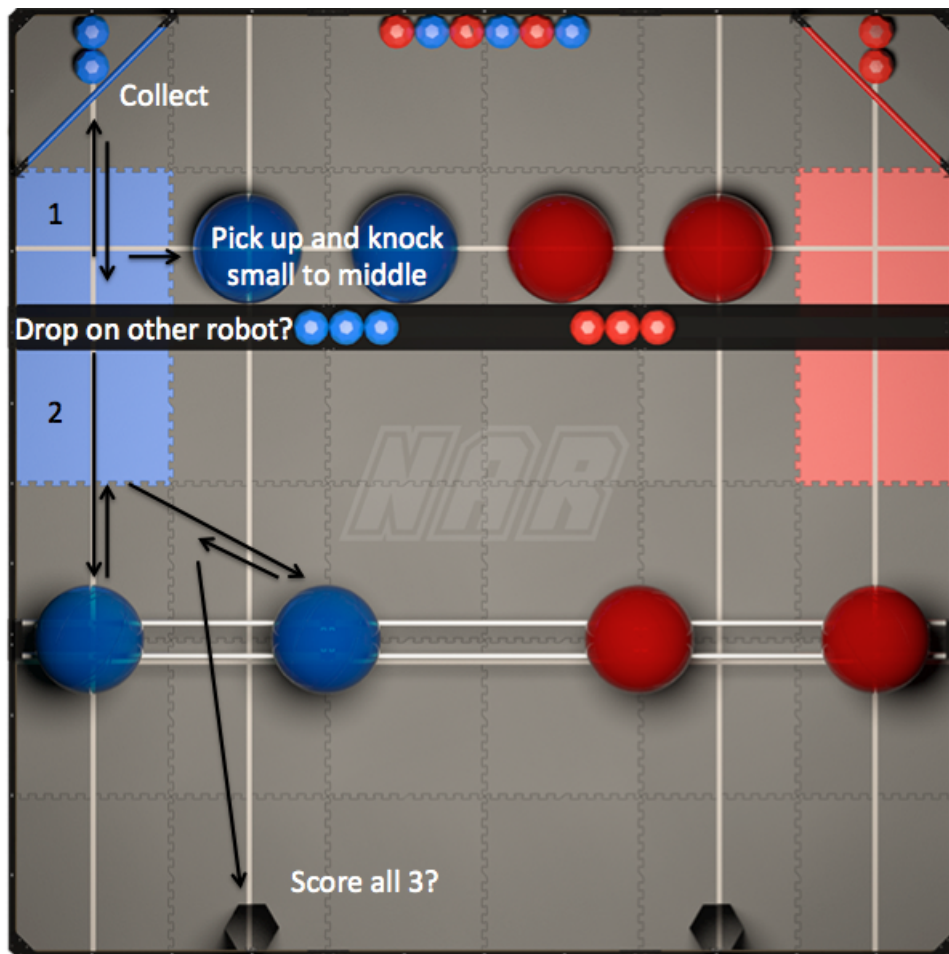 Collect
1
Pick up and knock
small to middle
Drop on other robot?
2
NAR
Score all 3?